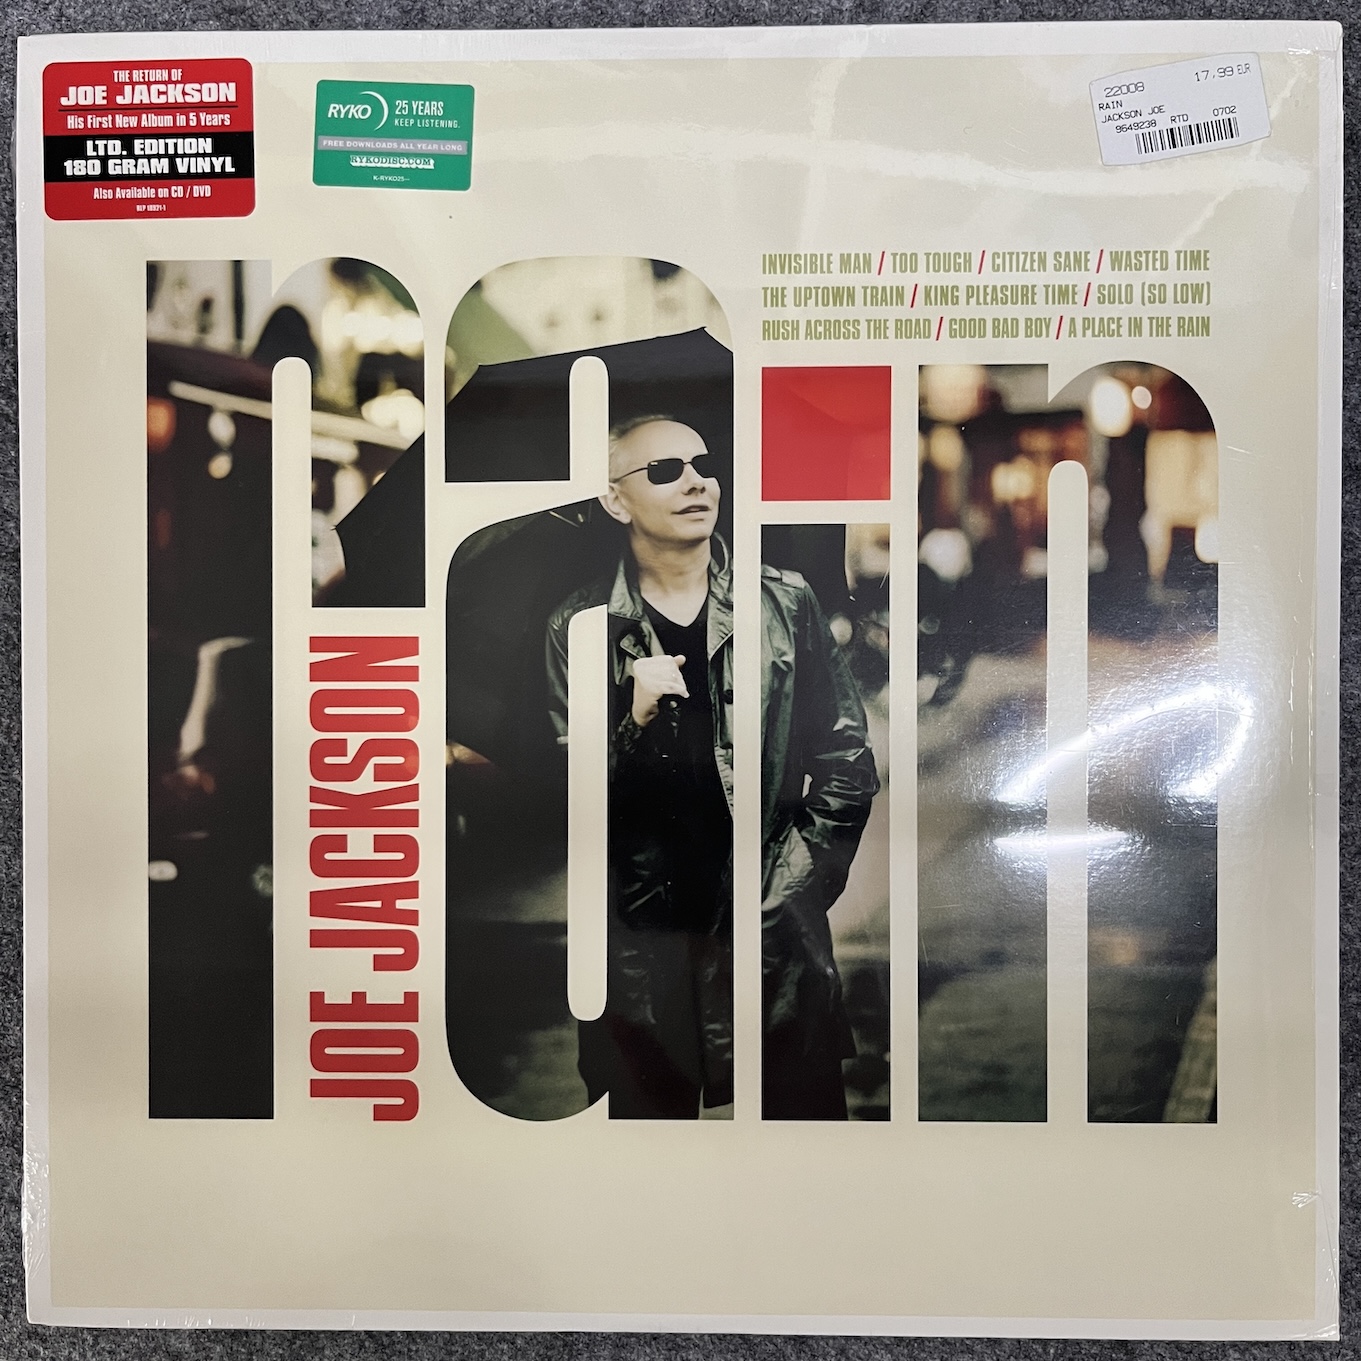 THE RETURN OF
JOE JACKSON
His First New Album in 5 Years
LTD. EDITION
180 GRAM VINYL
Also Available on CD / DVD
RYKO
25 YEARS
KEEP LISTENING.
FREE DOWNLOADS ALL YEAR LONG
RYKODISC.COM
K-RYKO25--
22008 17,99 EUR
RAIN
JACKSON JOE
9649238 RTD 0702
INVISIBLE MAN / TOO TOUGH / CITIZEN SANE / WASTED TIME
THE UPTOWN TRAIN / KING PLEASURE TIME / SOLO (SO LOW)
RUSH ACROSS THE ROAD / GOOD BAD BOY / A PLACE IN THE RAIN
rain
JOE JACKSON